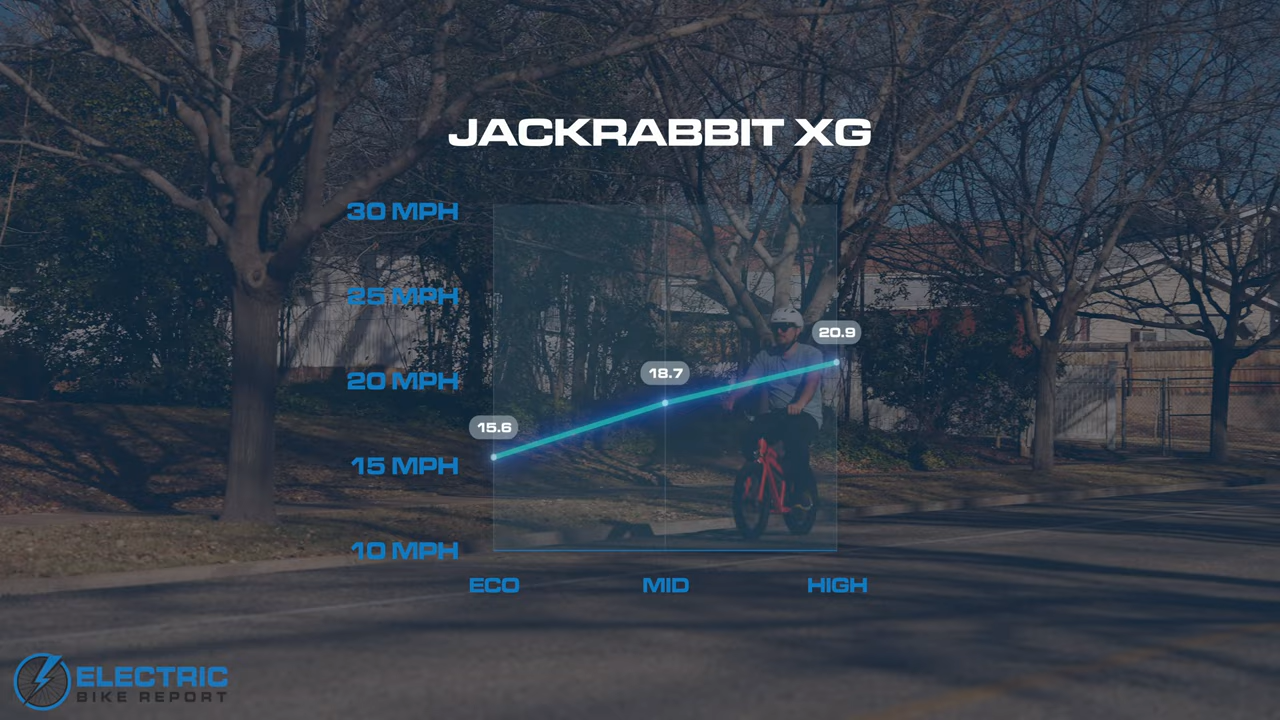 JACKRABBIT XG
30 MPH
25 MPH
20 MPH
15 MPH
10 MPH
15.6
18.7
20.9
ECO MID HIGH
ELECTRIC
BIKE REPORT